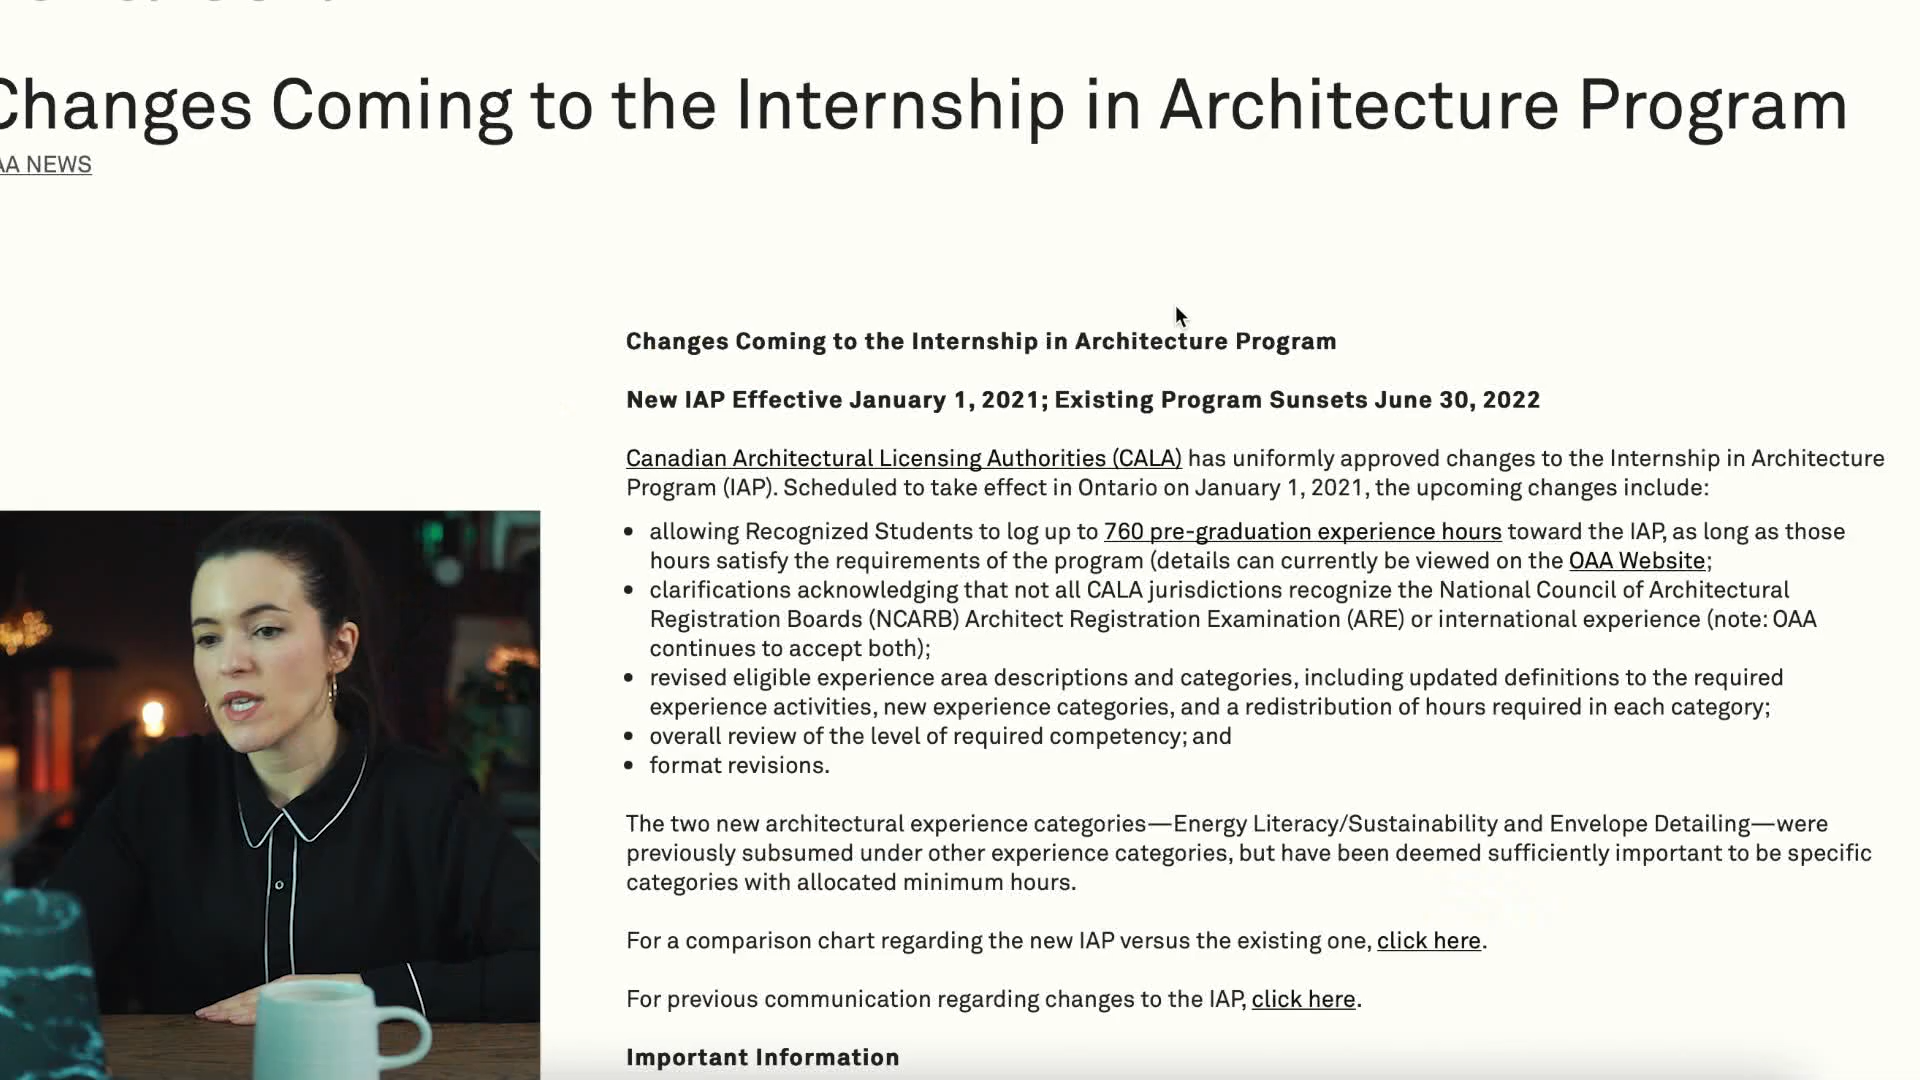 Changes Coming to the Internship in Architecture Program
AA NEWS
Changes Coming to the Internship in Architecture Program
New IAP Effective January 1, 2021; Existing Program Sunsets June 30, 2022
Canadian Architectural Licensing Authorities (CALA) has uniformly approved changes to the Internship in Architecture
Program (IAP). Scheduled to take effect in Ontario on January 1, 2021, the upcoming changes include:
• allowing Recognized Students to log up to 760 pre-graduation experience hours toward the IAP, as long as those
hours satisfy the requirements of the program (details can currently be viewed on the OAA Website;
• clarifications acknowledging that not all CALA jurisdictions recognize the National Council of Architectural
Registration Boards (NCARB) Architect Registration Examination (ARE) or international experience (note: OAA
continues to accept both);
• revised eligible experience area descriptions and categories, including updated definitions to the required
experience activities, new experience categories, and a redistribution of hours required in each category;
• overall review of the level of required competency; and
• format revisions.
The two new architectural experience categories—Energy Literacy/Sustainability and Envelope Detailing—were
previously subsumed under other experience categories, but have been deemed sufficiently important to be specific
categories with allocated minimum hours.
For a comparison chart regarding the new IAP versus the existing one, click here.
For previous communication regarding changes to the IAP, click here.
Important Information